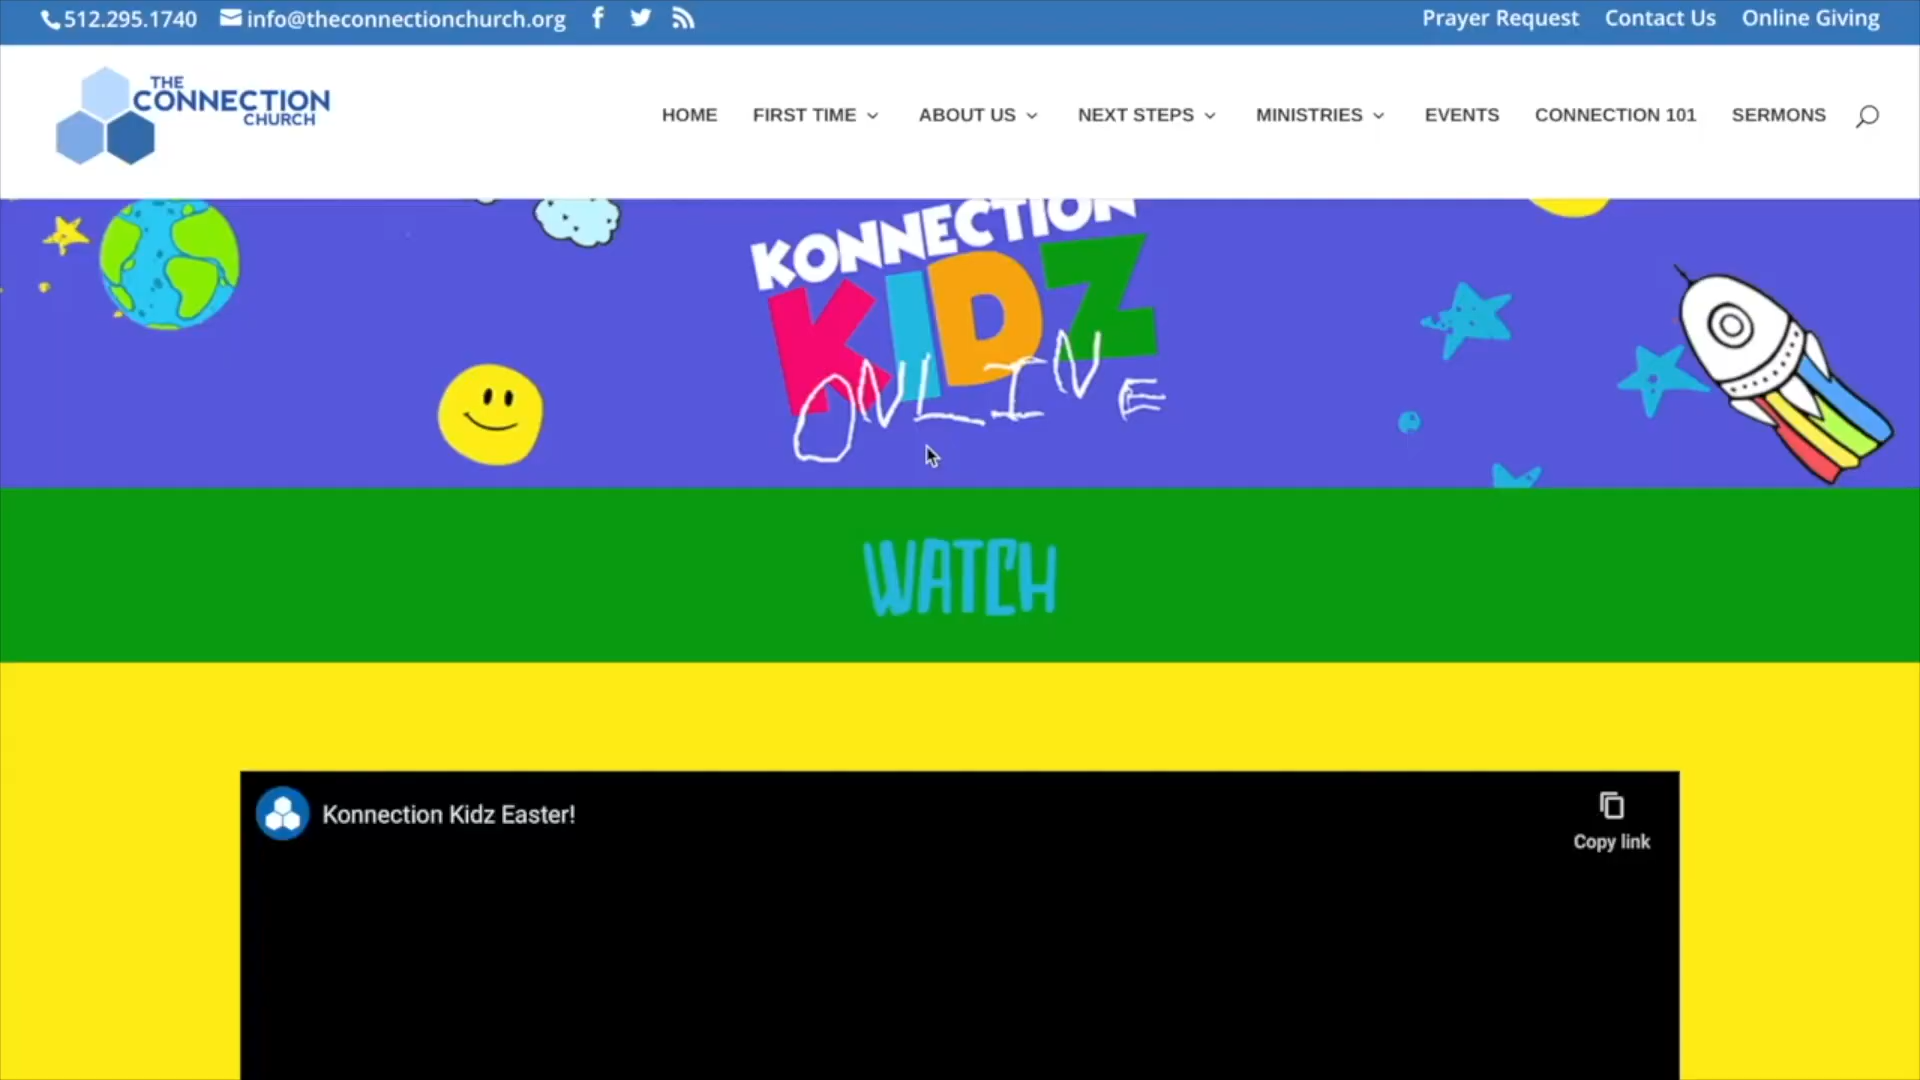 512.295.1740 info@theconnectionchurch.org Prayer Request Contact Us Online Giving
THE
CONNECTION
CHURCH
HOME FIRST TIME ABOUT US NEXT STEPS MINISTRIES EVENTS CONNECTION 101 SERMONS
KONNECTION
KIDZ
ONLINE
WATCH
Konnection Kidz Easter!
Copy link